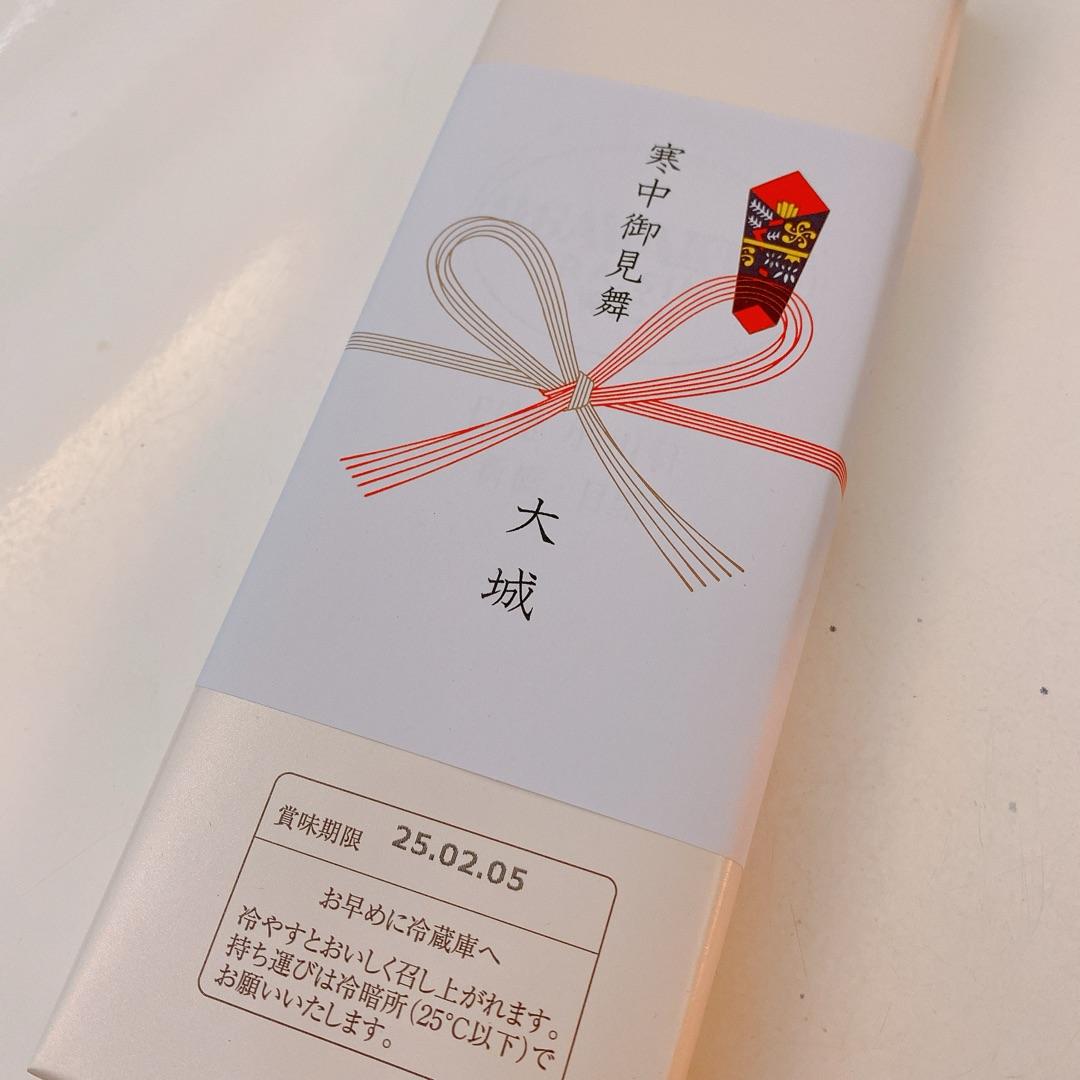 寒中御見舞
大城
賞味期限 25.02.05
お早めに冷蔵庫へ
冷やすとおいしく召し上がれます。
持ち運びは冷暗所(25℃以下)で
お願いいたします。